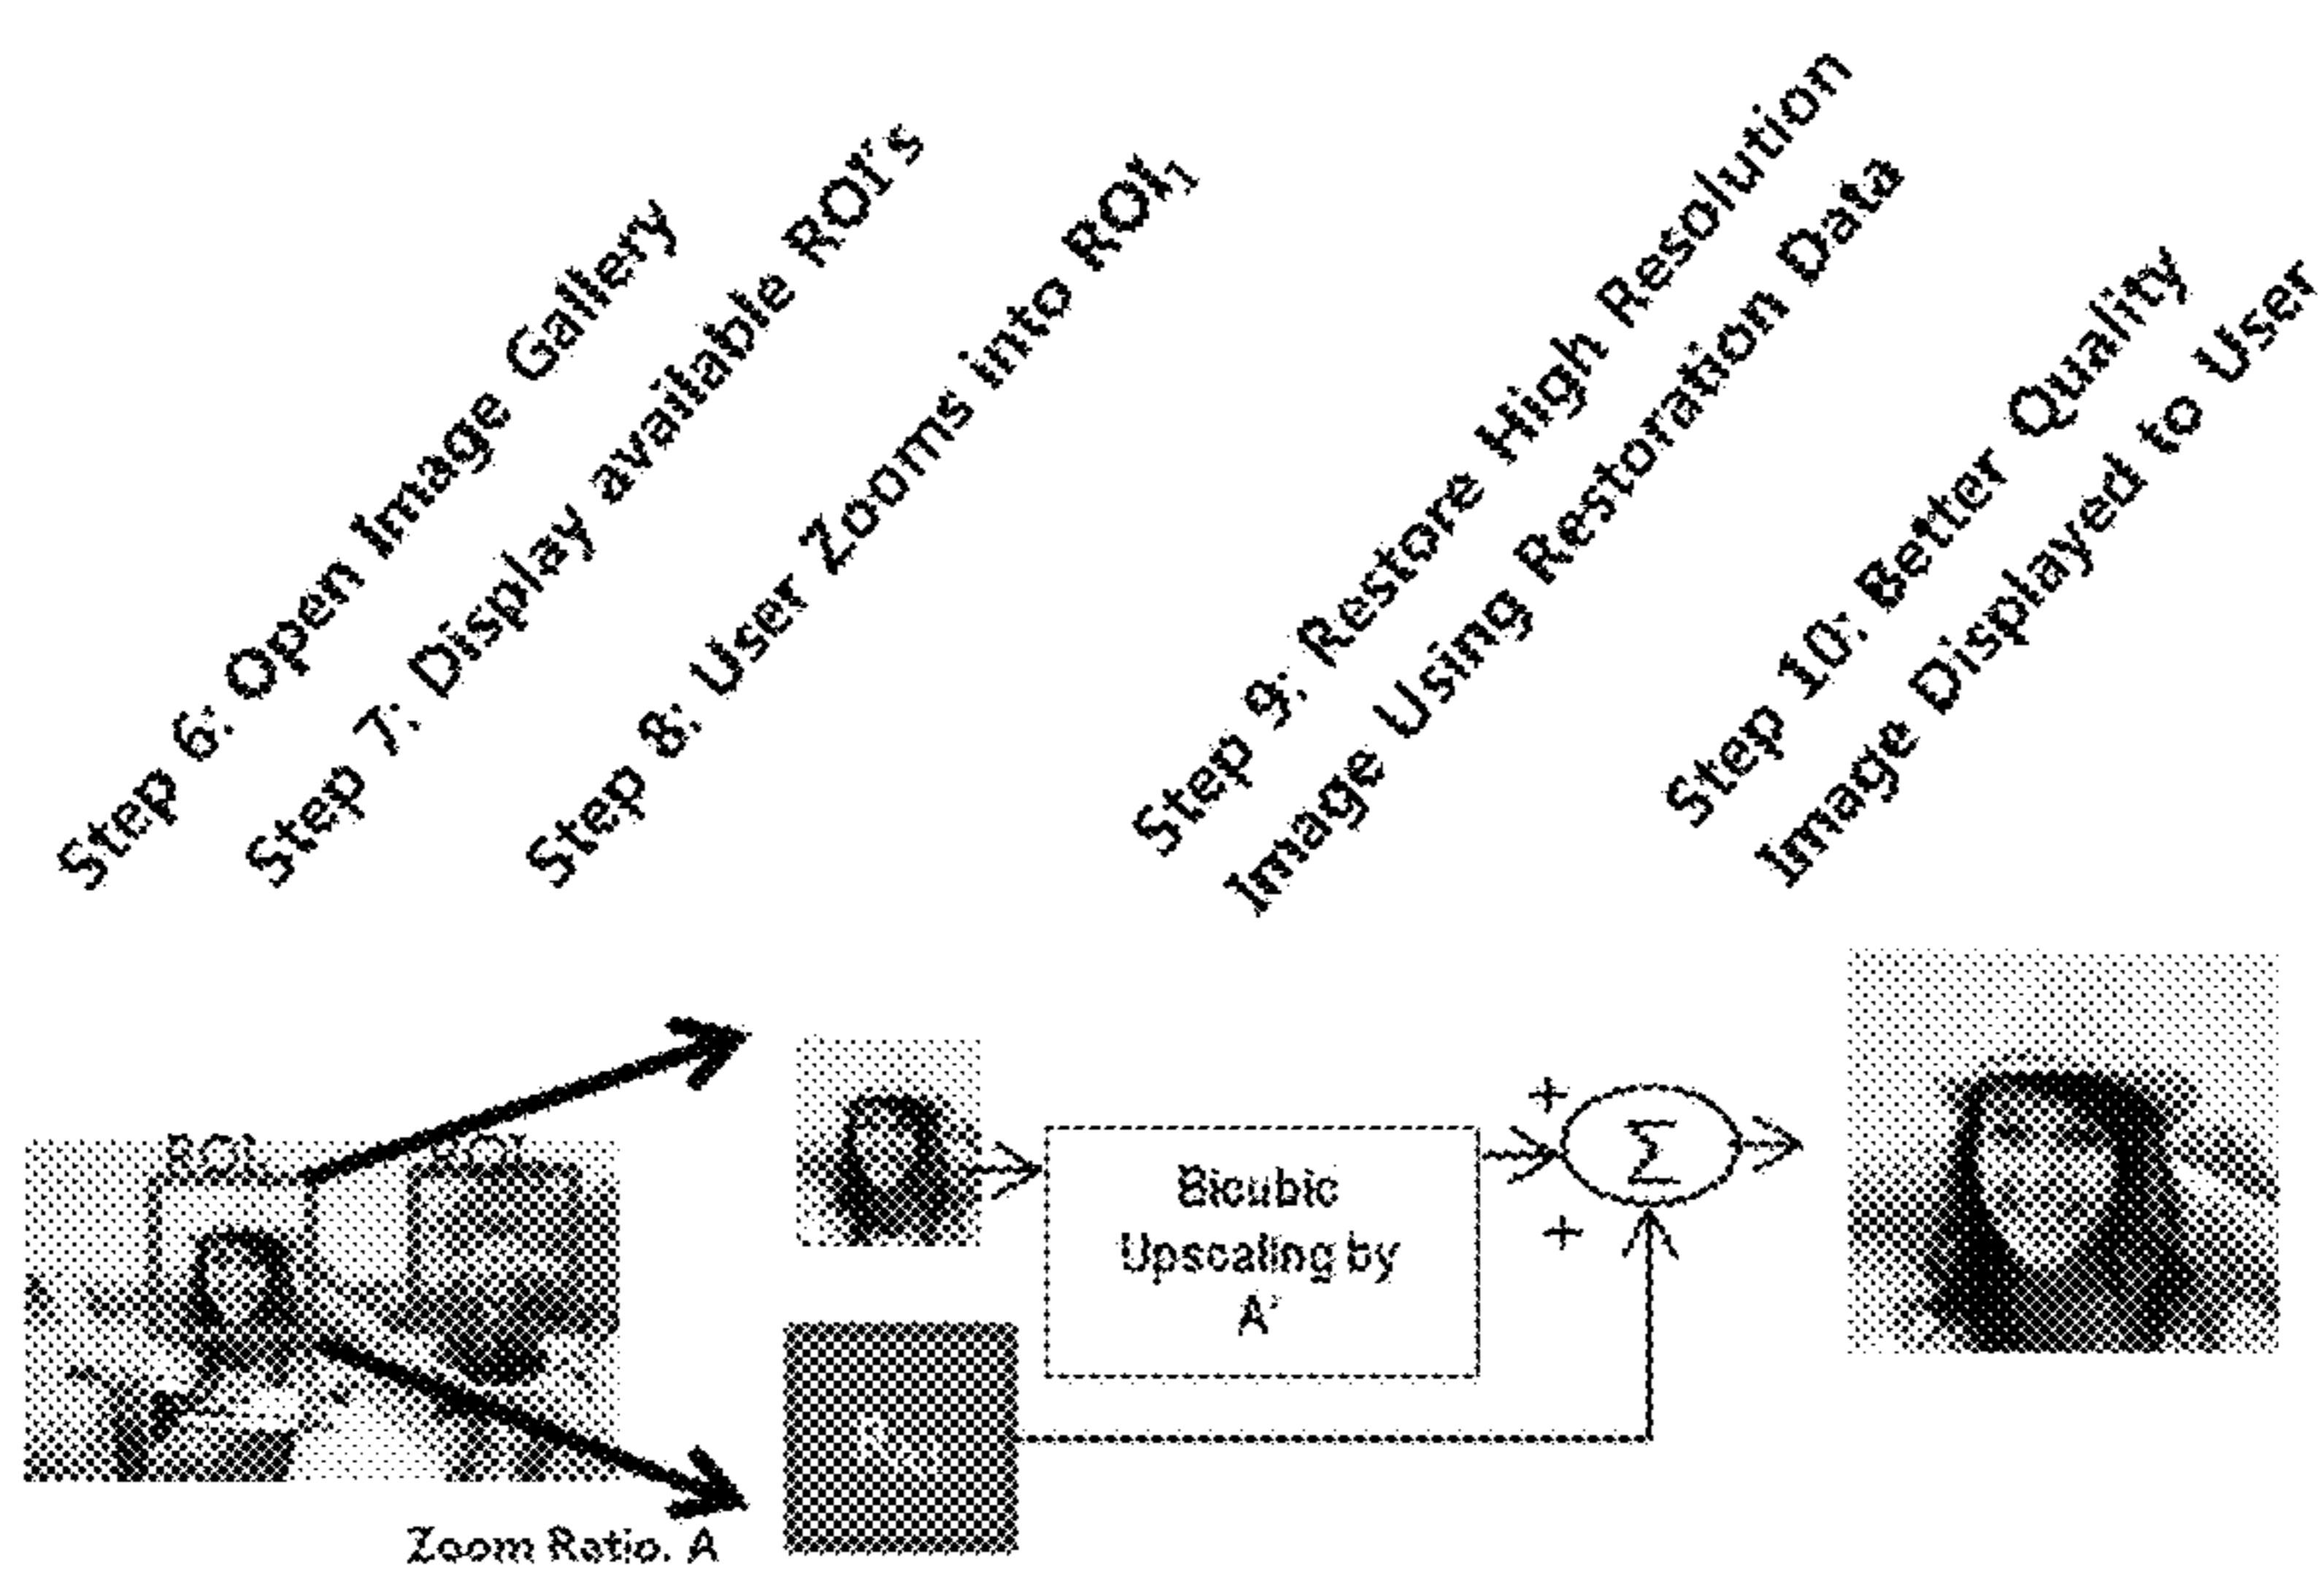 Step 6: Open Image Gallery
Step 7: Display available ROI's
Step 8: User Zooms into ROI1
Step 9: Restore High Resolution
Image Using Restoration Data
Step 10: Better Quality
Image Displayed to User
+
Σ
+
Bicubic
Upscaling by
A'
Zoom Ratio. A